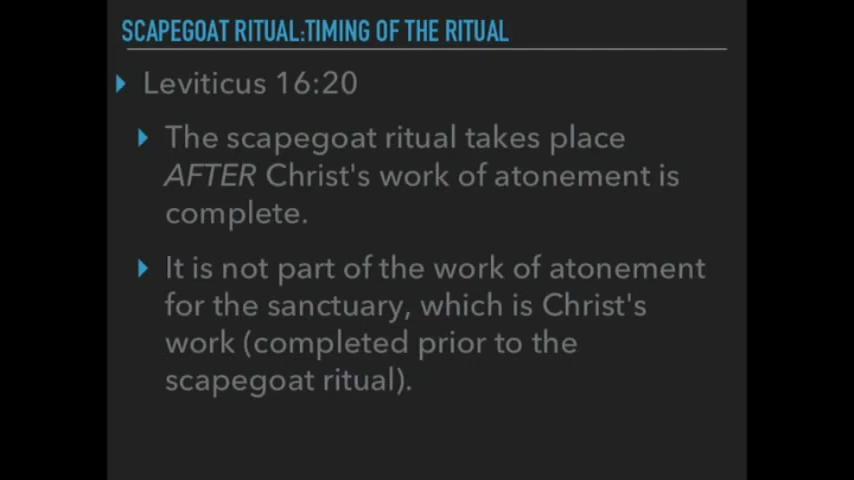 SCAPEGOAT RITUAL:TIMING OF THE RITUAL
Leviticus 16:20
The scapegoat ritual takes place
AFTER Christ's work of atonement is
complete.
It is not part of the work of atonement
for the sanctuary, which is Christ's
work (completed prior to the
scapegoat ritual).